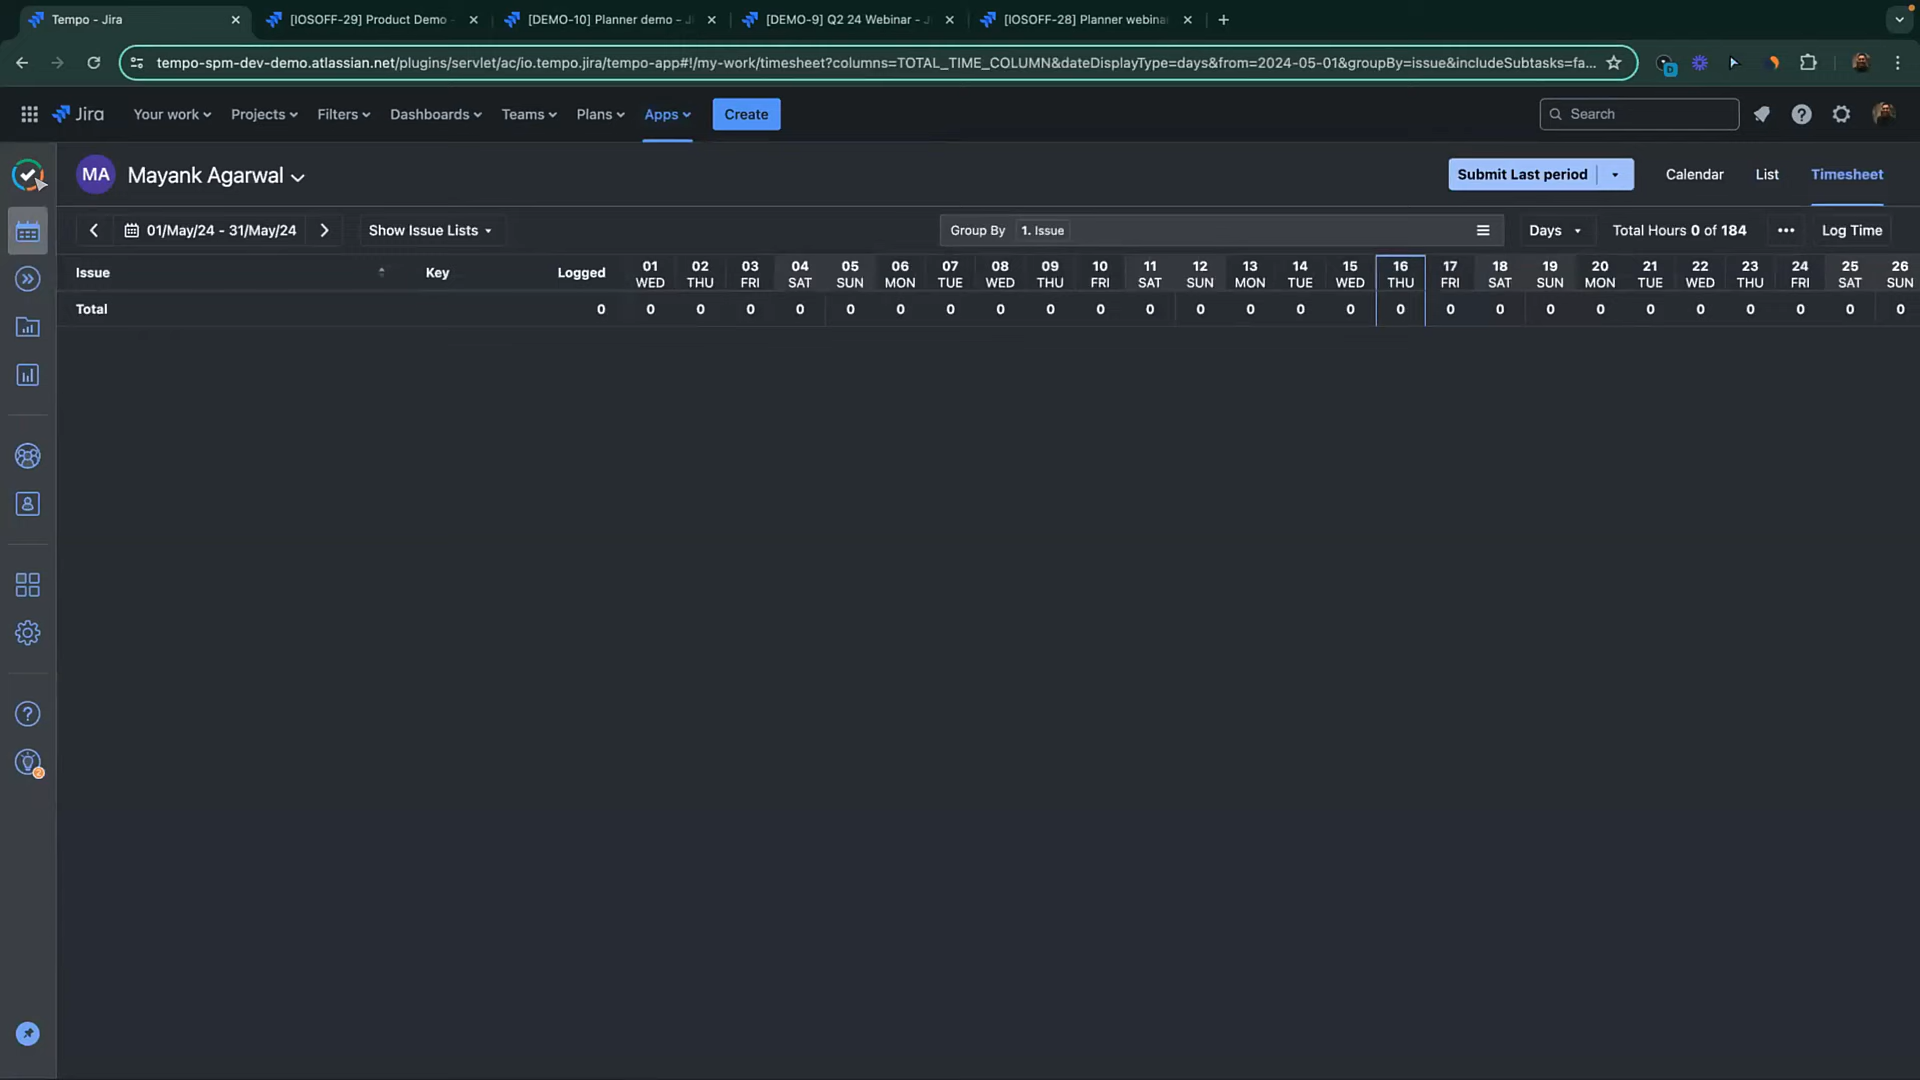 Tempo - Jira
[IOSOFF-29] Product Demo -
[DEMO-10] Planner demo - Ji
[DEMO-9] Q2 24 Webinar - Ji
[IOSOFF-28] Planner webinar
tempo-spm-dev-demo.atlassian.net/plugins/servlet/ac/io.tempo.jira/tempo-app#!/my-work/timesheet?columns=TOTAL_TIME_COLUMN&dateDisplayType=days&from=2024-05-01&groupBy=issue&includeSubtasks=fa...
Jira Your work Projects Filters Dashboards Teams Plans Apps Create Search
MA Mayank Agarwal Submit Last period Calendar List Timesheet
01/May/24 - 31/May/24 Show Issue Lists Group By 1. Issue Days Total Hours 0 of 184 ••• Log Time
Issue Key Logged 01 02 03 04 05 06 07 08 09 10 11 12 13 14 15 16 17 18 19 20 21 22 23 24 25 26
WED THU FRI SAT SUN MON TUE WED THU FRI SAT SUN MON TUE WED THU FRI SAT SUN MON TUE WED THU FRI SAT SUN
Total 0 0 0 0 0 0 0 0 0 0 0 0 0 0 0 0 0 0 0 0 0 0 0 0 0 0 0
2